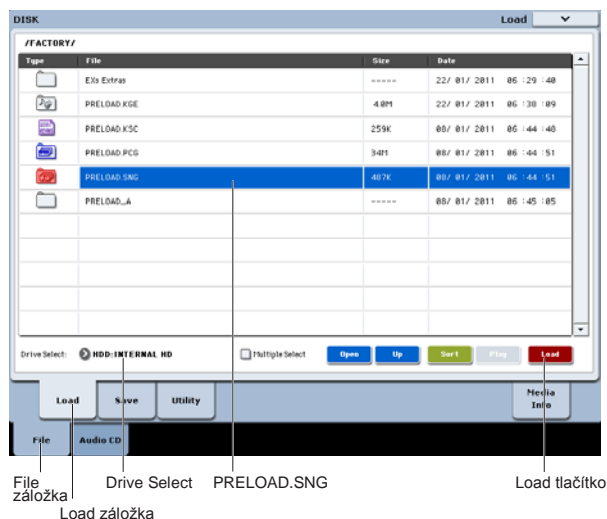 DISK Load
/FACTORY/
Type File Size Date
EXs Extras ----- 22/ 01/ 2011 06 :29 :40
PRELOAD.KGE 4.0M 22/ 01/ 2011 06 :30 :09
PRELOAD.KSC 259K 08/ 01/ 2011 06 :44 :40
PRELOAD.PCG 34M 08/ 01/ 2011 06 :44 :51
PRELOAD.SNG 407K 08/ 01/ 2011 06 :44 :51
PRELOAD_A ----- 08/ 01/ 2011 06 :45 :05
Drive Select: HDD:INTERNAL HD Multiple Select Open Up Sort Play Load
Load Save Utility Media Info
File Audio CD
File záložka Drive Select PRELOAD.SNG Load tlačítko
Load záložka